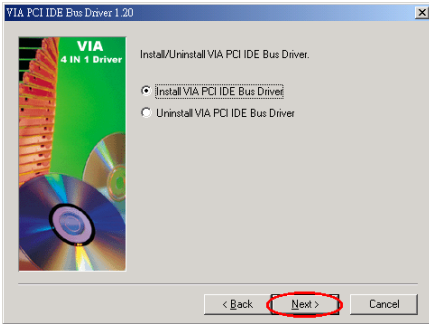 VIA PCI IDE Bus Driver 1.20
VIA
4 IN 1 Driver
Install/Uninstall VIA PCI IDE Bus Driver.
Install VIA PCI IDE Bus Driver
Uninstall VIA PCI IDE Bus Driver
< Back
Next >
Cancel